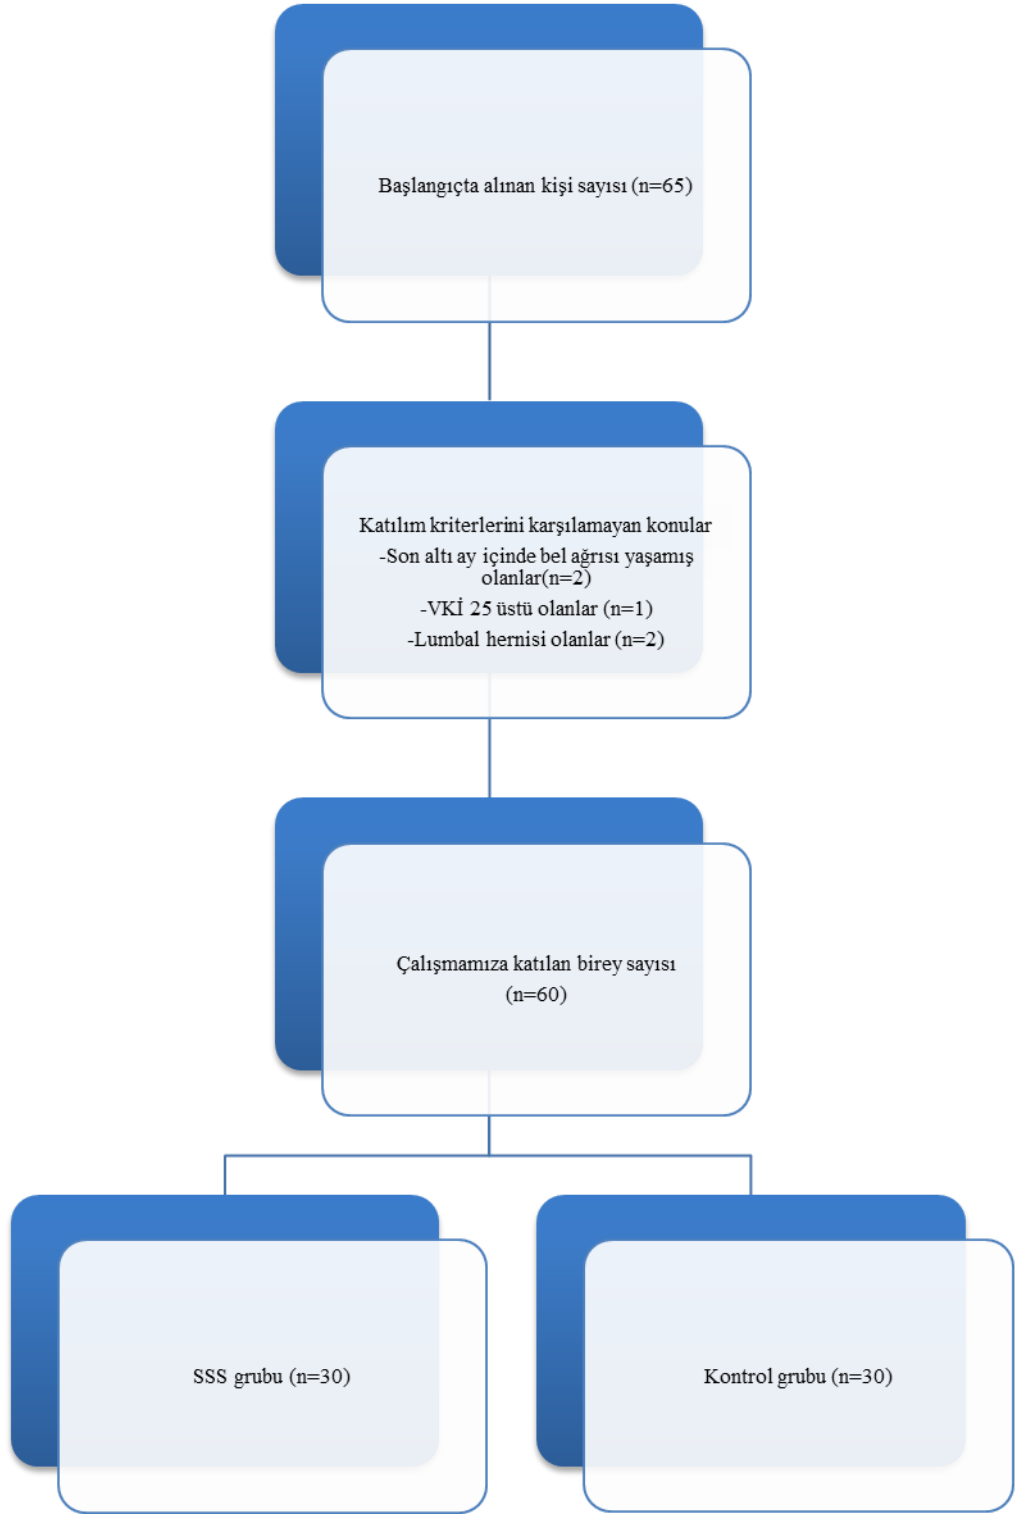 Başlangıçta alınan kişi sayısı (n=65)
Katılım kriterlerini karşılamayan konular
-Son altı ay içinde bel ağrısı yaşamış
olanlar(n=2)
-VKİ 25 üstü olanlar (n=1)
-Lumbal hernisi olanlar (n=2)
Çalışmamıza katılan birey sayısı
(n=60)
SSS grubu (n=30)
Kontrol grubu (n=30)